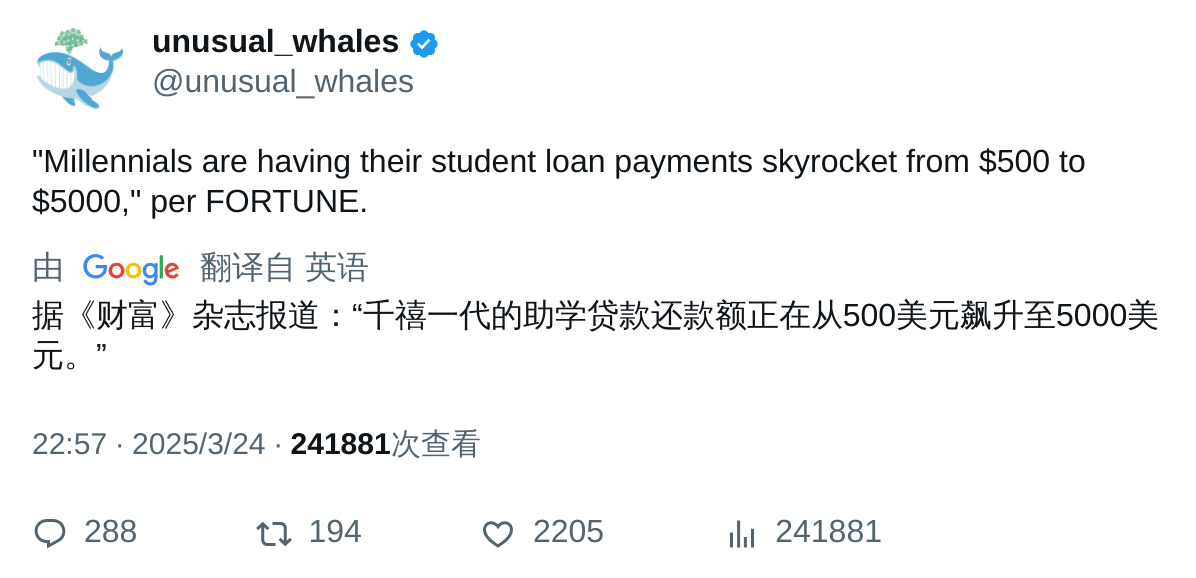 unusual_whales
@unusual_whales
"Millennials are having their student loan payments skyrocket from $500 to
$5000," per FORTUNE.
由 Google 翻译自 英语
据《财富》杂志报道：“千禧一代的助学贷款还款额正在从500美元飙升至5000美
元。”
22:57 · 2025/3/24 · 241881次查看
288 194 2205 241881